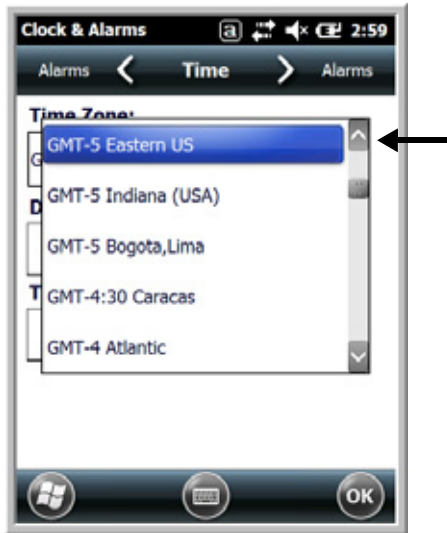 Clock & Alarms a 2:59
Alarms Time Alarms
Time Zone:
G
GMT-5 Eastern US
GMT-5 Indiana (USA)
D
GMT-5 Bogota,Lima
T
GMT-4:30 Caracas
GMT-4 Atlantic
OK